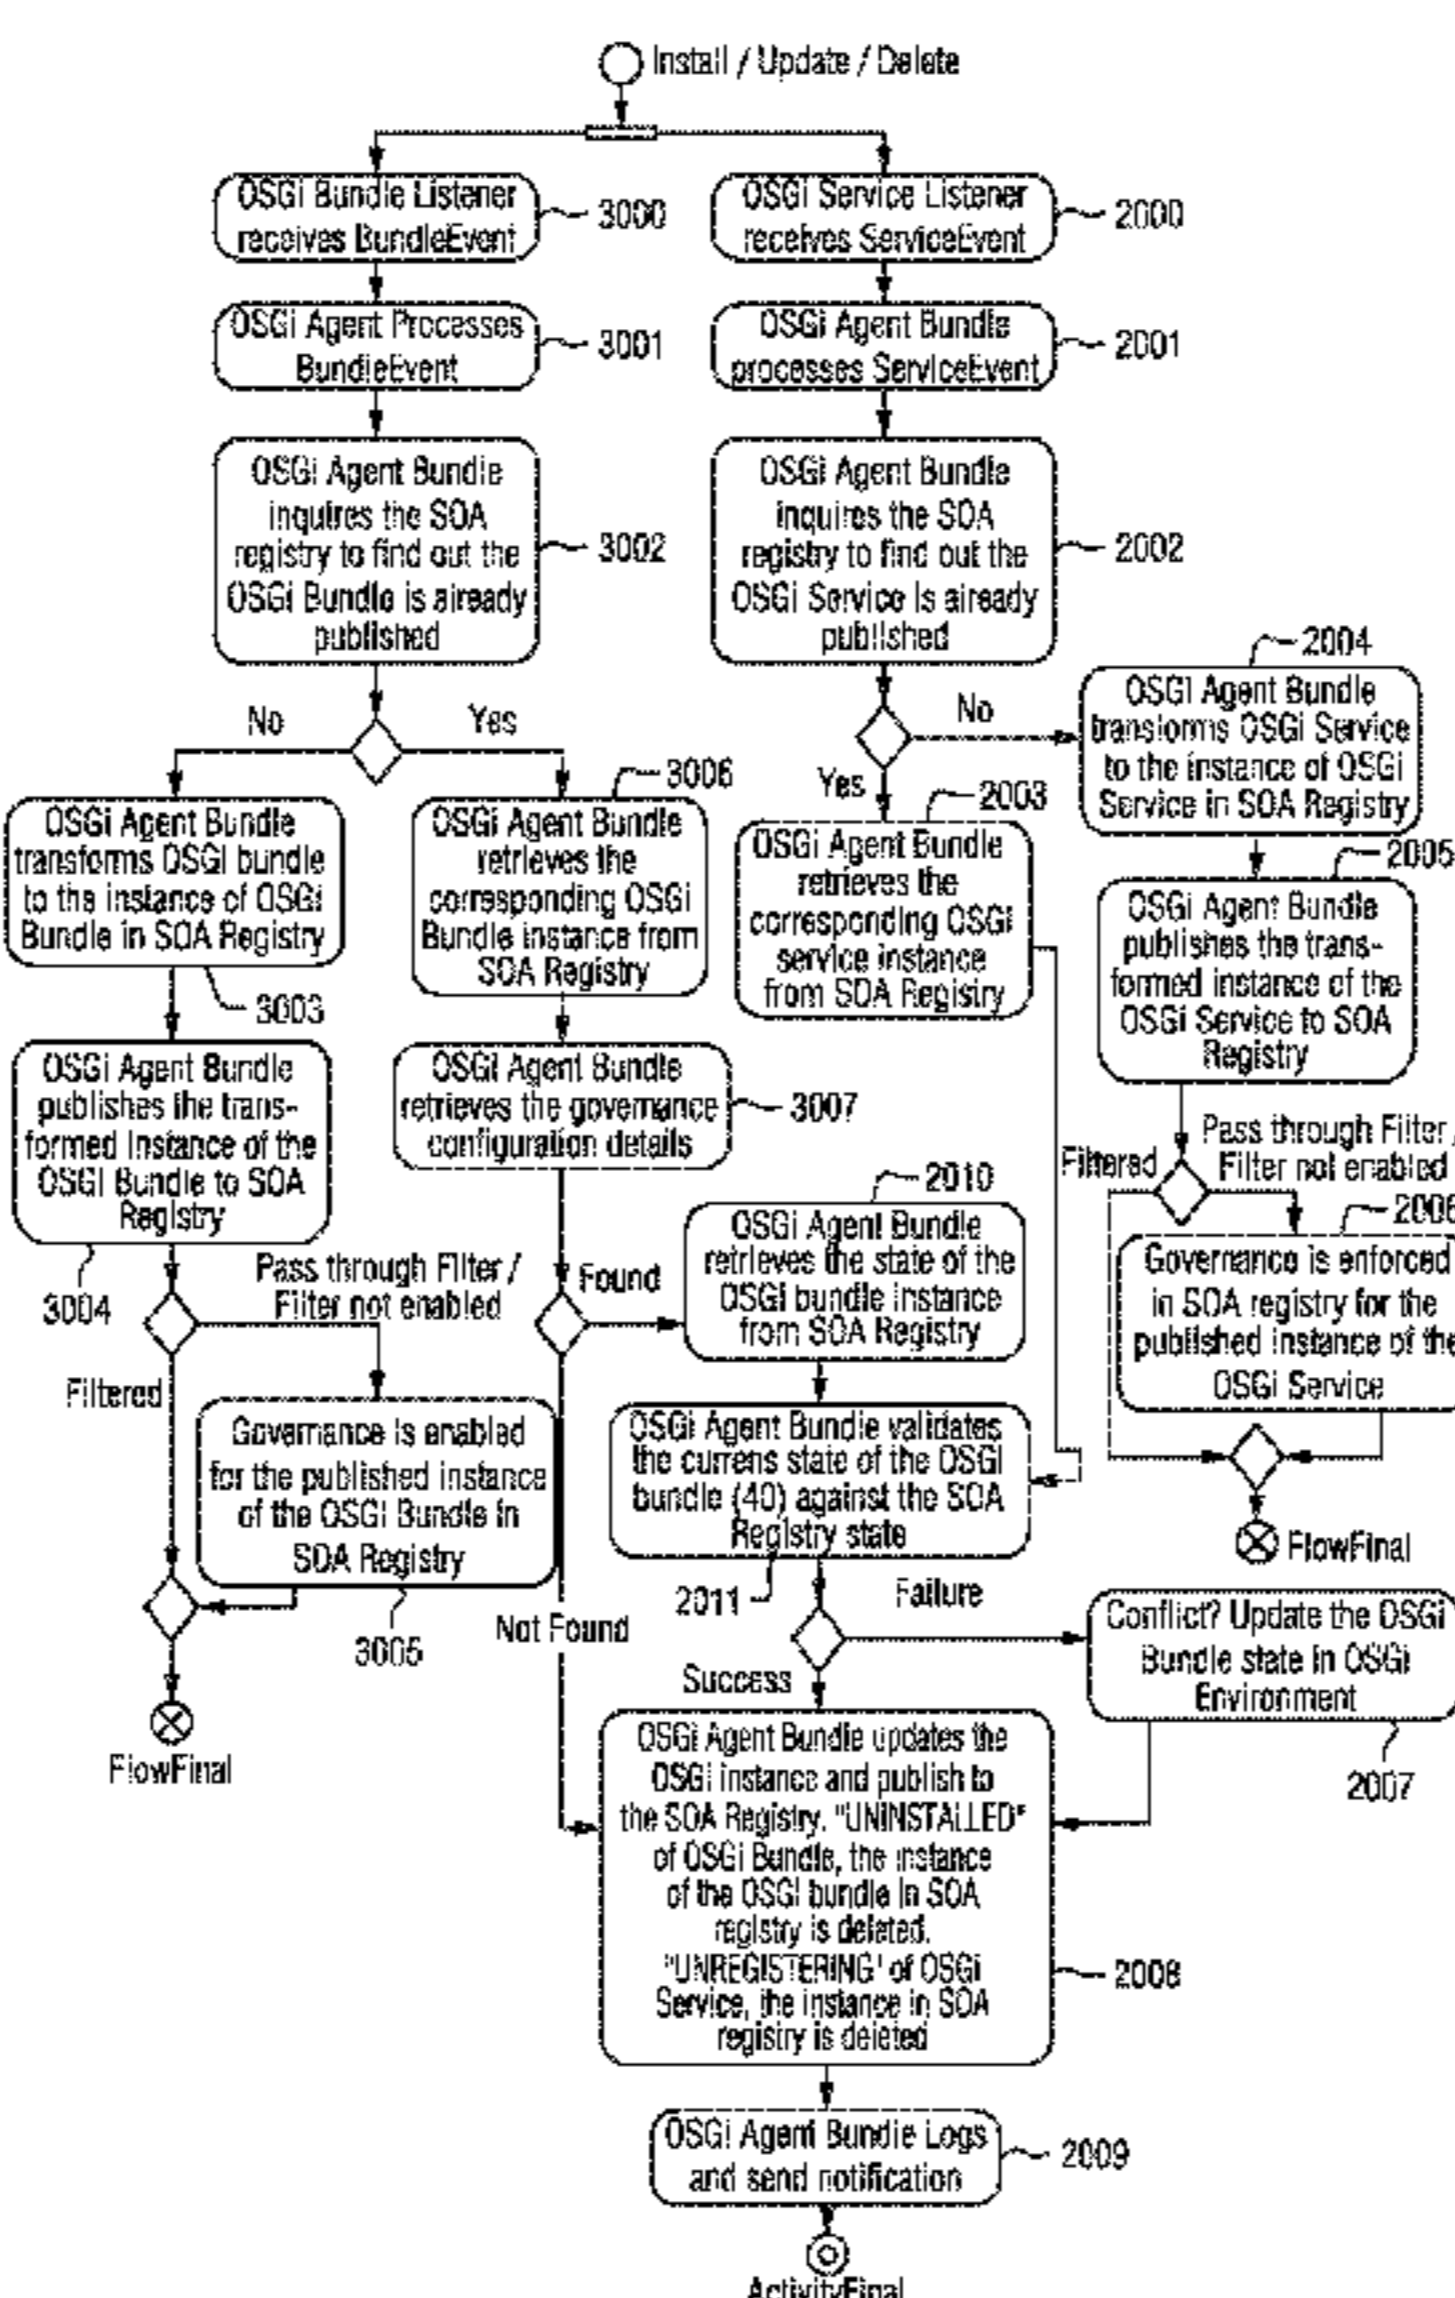 Install / Update / Delete
OSGi Bundle Listener
receives BundleEvent
3000
OSGi Service Listener
receives ServiceEvent
2000
OSGi Agent Processes
BundleEvent
3001
OSGi Agent Bundle
processes ServiceEvent
2001
OSGi Agent Bundle
inquires the SOA
registry to find out the
OSGi Bundle is already
published
3002
OSGi Agent Bundle
inquires the SOA
registry to find out the
OSGi Service is already
published
2002
No
Yes
No
Yes
2004
OSGi Agent Bundle
transforms OSGi Service
to the instance of OSGi
Service in SOA Registry
OSGi Agent Bundle
transforms OSGi bundle
to the instance of OSGi
Bundle in SOA Registry
3003
3006
OSGi Agent Bundle
retrieves the
corresponding OSGi
Bundle instance from
SOA Registry
2003
OSGi Agent Bundle
retrieves the
corresponding OSGi
service instance
from SOA Registry
2005
OSGi Agent Bundle
publishes the trans-
formed instance of the
OSGi Service to SOA
Registry
OSGi Agent Bundle
publishes the trans-
formed Instance of the
OSGi Bundle to SOA
Registry
3004
OSGi Agent Bundle
retrieves the governance
configuration details
3007
Filtered
Pass through Filter /
Filter not enabled
2006
Governance is enforced
in SOA registry for the
published instance of the
OSGi Service
FlowFinal
2010
OSGi Agent Bundle
retrieves the state of the
OSGi bundle instance
from SOA Registry
Pass through Filter /
Filter not enabled
Found
Filtered
Governance is enabled
for the published instance
of the OSGi Bundle in
SOA Registry
3005
FlowFinal
Not Found
OSGi Agent Bundle validates
the currens state of the OSGi
bundle (40) against the SOA
Registry state
2011
Failure
Success
Conflict? Update the OSGi
Bundle state in OSGi
Environment
2007
OSGi Agent Bundle updates the
OSGi instance and publish to
the SOA Registry. "UNINSTALLED"
of OSGi Bundle, the instance
of the OSGi bundle in SOA
registry is deleted.
"UNREGISTERING" of OSGi
Service, the instance in SOA
registry is deleted
2008
OSGi Agent Bundle Logs
and send notification
2009
ActivityFinal